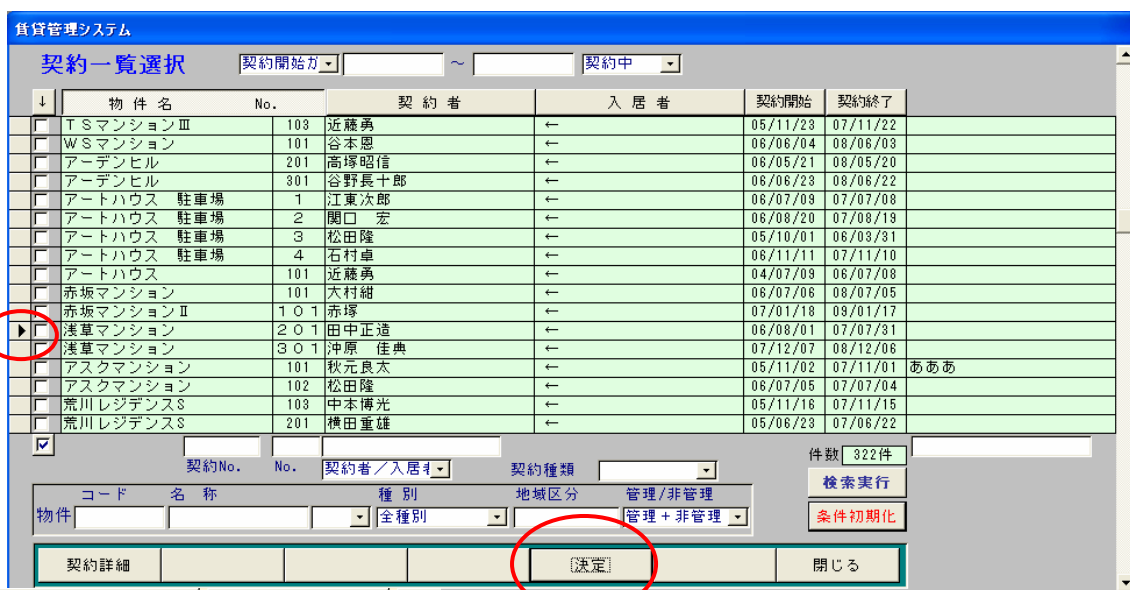 賃貸管理システム
契約一覧選択 契約開始が ～ 契約中
↓ 物 件 名 No. 契 約 者 入 居 者 契約開始 契約終了
ＴＳマンションⅢ 103 近藤勇 ← 05/11/23 07/11/22
ＷＳマンション 101 谷本恩 ← 06/06/04 08/06/03
アーデンヒル 201 高塚昭信 ← 06/05/21 08/05/20
アーデンヒル 301 谷野長十郎 ← 06/06/23 08/06/22
アートハウス 駐車場 1 江東次郎 ← 06/07/09 07/07/08
アートハウス 駐車場 2 関口 宏 ← 06/08/20 07/08/19
アートハウス 駐車場 3 松田隆 ← 05/10/01 06/03/31
アートハウス 駐車場 4 石村卓 ← 06/11/11 07/11/10
アートハウス 101 近藤勇 ← 04/07/09 06/07/08
赤坂マンション 101 大村紺 ← 06/07/06 08/07/05
赤坂マンションⅡ １０１ 赤塚 ← 07/01/18 09/01/17
浅草マンション ２０１ 田中正造 ← 06/08/01 07/07/31
浅草マンション ３０１ 沖原 佳典 ← 07/12/07 08/12/06
アスクマンション 101 秋元良太 ← 05/11/02 07/11/01 あああ
アスクマンション 102 松田隆 ← 06/07/05 07/07/04
荒川レジデンスS 103 中本博光 ← 05/11/16 07/11/15
荒川レジデンスS 201 横田重雄 ← 05/06/23 07/06/22
件数 322件
契約No. No. 契約者／入居者 契約種類
検索実行
コード 名 称 種 別 地域区分 管理/非管理
物件 全種別 管理＋非管理 条件初期化
契約詳細 決定 閉じる